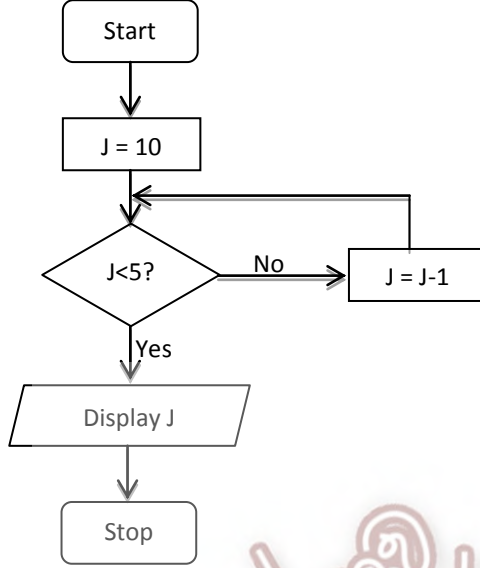 Start
J = 10
J<5?
No
J = J-1
Yes
Display J
Stop